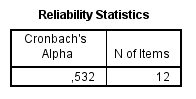 Reliability Statistics
Cronbach's
Alpha N of Items
,532 12